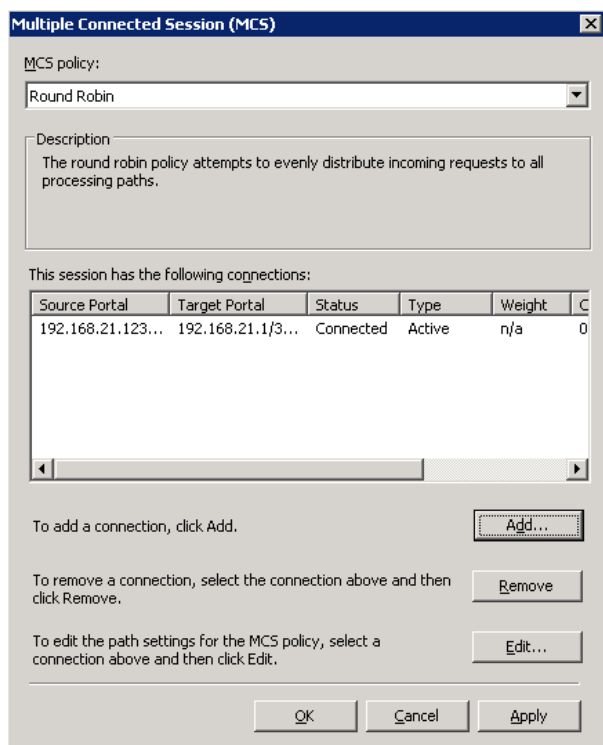 Multiple Connected Session (MCS)
MCS policy:
Round Robin
Description
The round robin policy attempts to evenly distribute incoming requests to all
processing paths.
This session has the following connections:
Source Portal Target Portal Status Type Weight C
192.168.21.123... 192.168.21.1/3... Connected Active n/a 0
To add a connection, click Add.
Add...
To remove a connection, select the connection above and then
click Remove.
Remove
To edit the path settings for the MCS policy, select a
connection above and then click Edit.
Edit...
OK Cancel Apply